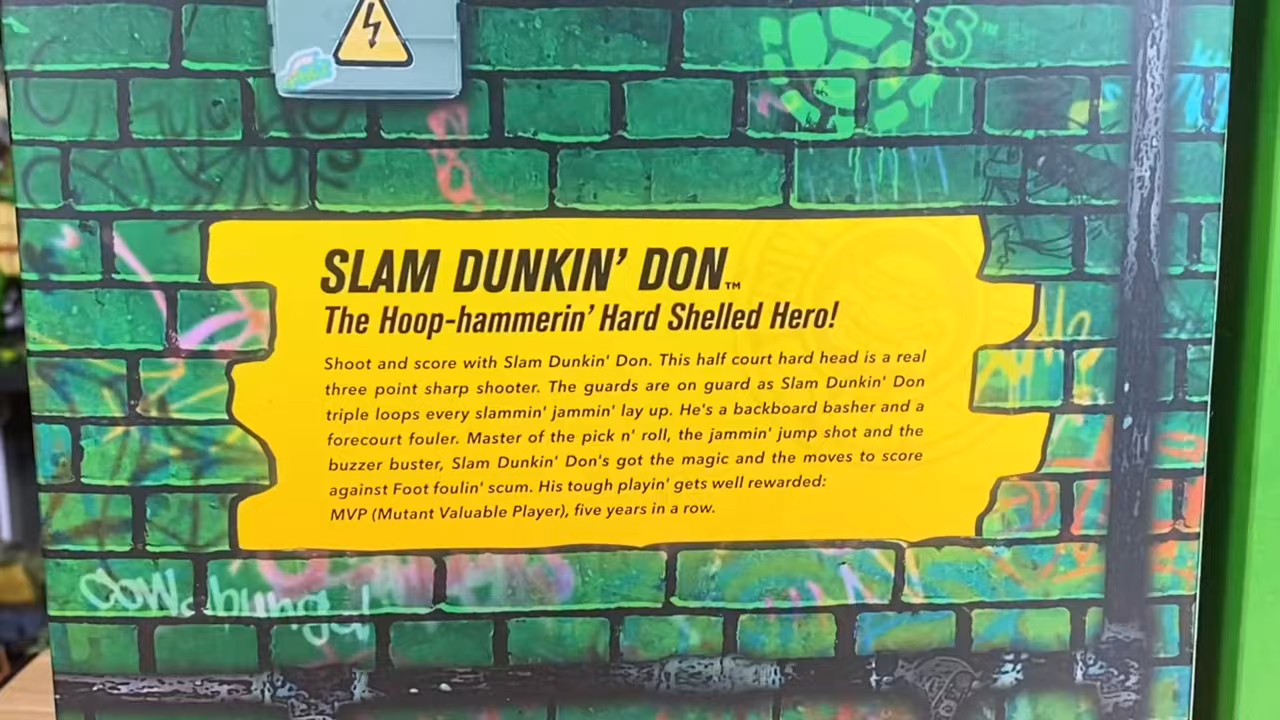 SLAM DUNKIN' DON™
The Hoop-hammerin' Hard Shelled Hero!
Shoot and score with Slam Dunkin' Don. This half court hard head is a real
three point sharp shooter. The guards are on guard as Slam Dunkin' Don
triple loops every slammin' jammin' lay up. He's a backboard basher and a
forecourt fouler. Master of the pick n' roll, the jammin' jump shot and the
buzzer buster, Slam Dunkin' Don's got the magic and the moves to score
against Foot foulin' scum. His tough playin' gets well rewarded:
MVP (Mutant Valuable Player), five years in a row.
cowabunga!